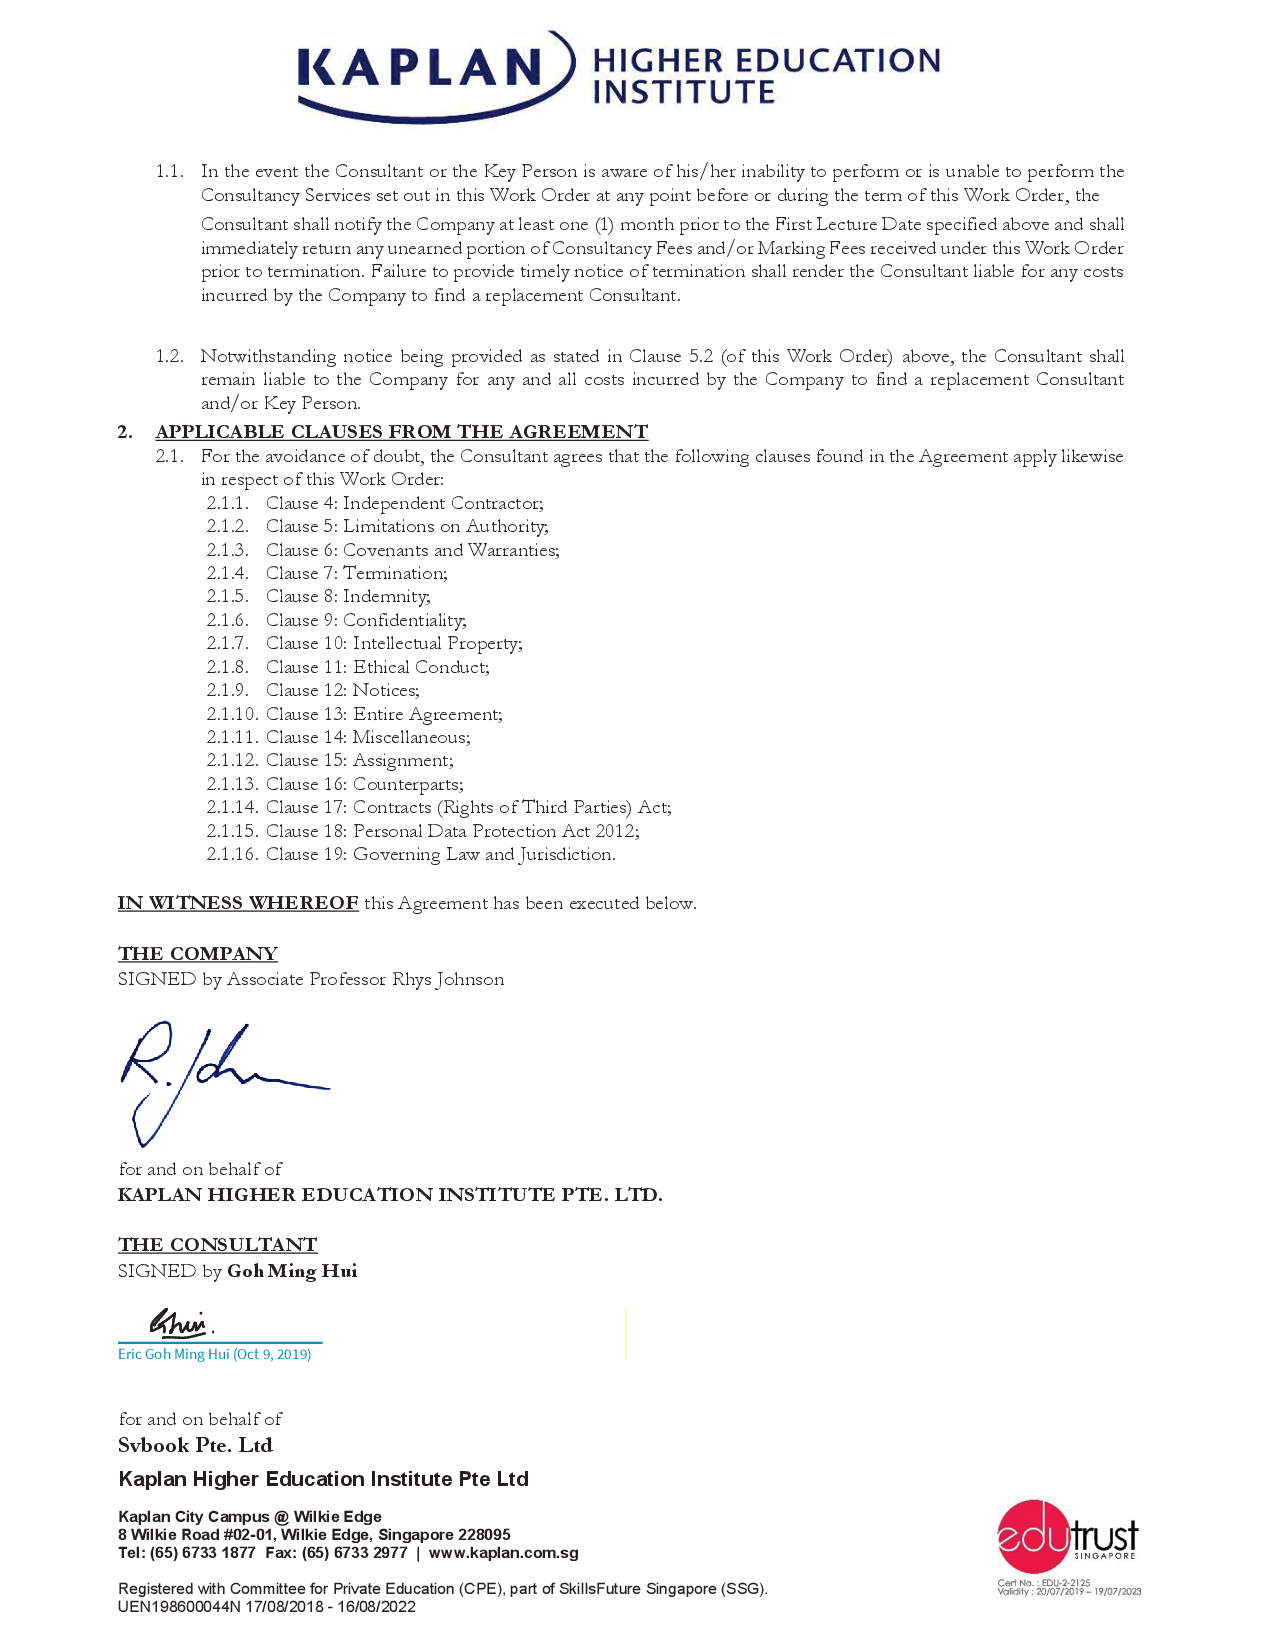 KAPLAN HIGHER EDUCATION
INSTITUTE
1.1. In the event the Consultant or the Key Person is aware of his/her inability to perform or is unable to perform the
Consultancy Services set out in this Work Order at any point before or during the term of this Work Order, the
Consultant shall notify the Company at least one (1) month prior to the First Lecture Date specified above and shall
immediately return any unearned portion of Consultancy Fees and/or Marking Fees received under this Work Order
prior to termination. Failure to provide timely notice of termination shall render the Consultant liable for any costs
incurred by the Company to find a replacement Consultant.
1.2. Notwithstanding notice being provided as stated in Clause 5.2 (of this Work Order) above, the Consultant shall
remain liable to the Company for any and all costs incurred by the Company to find a replacement Consultant
and/or Key Person.
2. APPLICABLE CLAUSES FROM THE AGREEMENT
2.1. For the avoidance of doubt, the Consultant agrees that the following clauses found in the Agreement apply likewise
in respect of this Work Order:
2.1.1. Clause 4: Independent Contractor;
2.1.2. Clause 5: Limitations on Authority;
2.1.3. Clause 6: Covenants and Warranties;
2.1.4. Clause 7: Termination;
2.1.5. Clause 8: Indemnity;
2.1.6. Clause 9: Confidentiality;
2.1.7. Clause 10: Intellectual Property;
2.1.8. Clause 11: Ethical Conduct;
2.1.9. Clause 12: Notices;
2.1.10. Clause 13: Entire Agreement;
2.1.11. Clause 14: Miscellaneous;
2.1.12. Clause 15: Assignment;
2.1.13. Clause 16: Counterparts;
2.1.14. Clause 17: Contracts (Rights of Third Parties) Act;
2.1.15. Clause 18: Personal Data Protection Act 2012;
2.1.16. Clause 19: Governing Law and Jurisdiction.
IN WITNESS WHEREOF this Agreement has been executed below.
THE COMPANY
SIGNED by Associate Professor Rhys Johnson
for and on behalf of
KAPLAN HIGHER EDUCATION INSTITUTE PTE. LTD.
THE CONSULTANT
SIGNED by Goh Ming Hui
Eric Goh Ming Hui (Oct 9, 2019)
for and on behalf of
Svbook Pte. Ltd
Kaplan Higher Education Institute Pte Ltd
Kaplan City Campus @ Wilkie Edge
8 Wilkie Road #02-01, Wilkie Edge, Singapore 228095
Tel: (65) 6733 1877 Fax: (65) 6733 2977 | www.kaplan.com.sg
Registered with Committee for Private Education (CPE), part of SkillsFuture Singapore (SSG).
UEN198600044N 17/08/2018 - 16/08/2022
edutrust
SINGAPORE
Cert No. : EDU-2-2125
Validity : 20/07/2019 – 19/07/2023